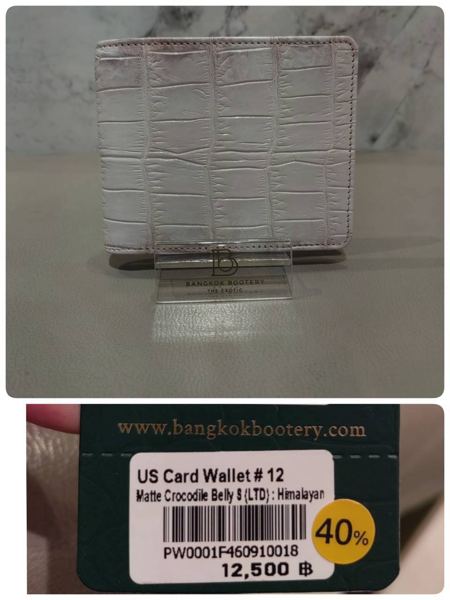 B
BANGKOK BOOTERY
THE EXOTIC
www.bangkokbootery.com
US Card Wallet # 12
Matte Crocodile Belly S (LTD) : Himalayan
PW0001F460910018
12,500 ฿
40%